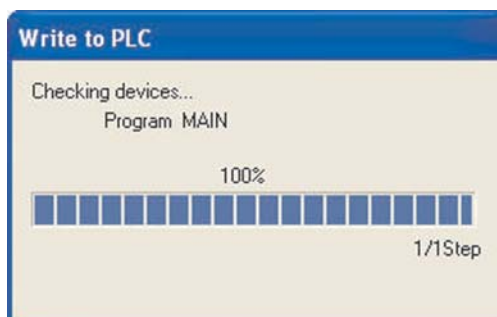 Write to PLC
Checking devices...
Program MAIN
100%
1/1Step